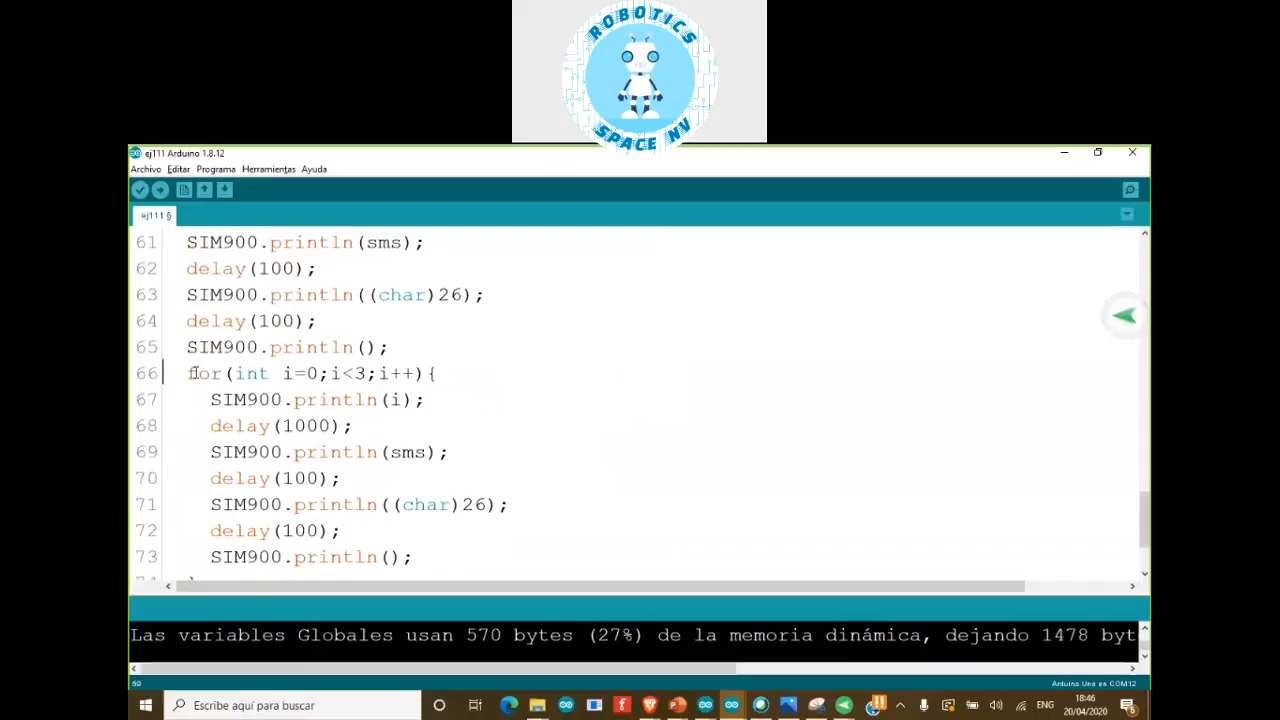 ROBOTICS
SPACE NV
ej111 Arduino 1.8.12
Archivo Editar Programa Herramientas Ayuda
ej111 §
61 SIM900.println(sms);
62 delay(100);
63 SIM900.println((char)26);
64 delay(100);
65 SIM900.println();
66 for(int i=0;i<3;i++){
67 SIM900.println(i);
68 delay(1000);
69 SIM900.println(sms);
70 delay(100);
71 SIM900.println((char)26);
72 delay(100);
73 SIM900.println();
Las variables Globales usan 570 bytes (27%) de la memoria dinámica, dejando 1478 byt
69
Arduino Uno en COM12
Escribe aquí para buscar
ENG
18:46
20/04/2020